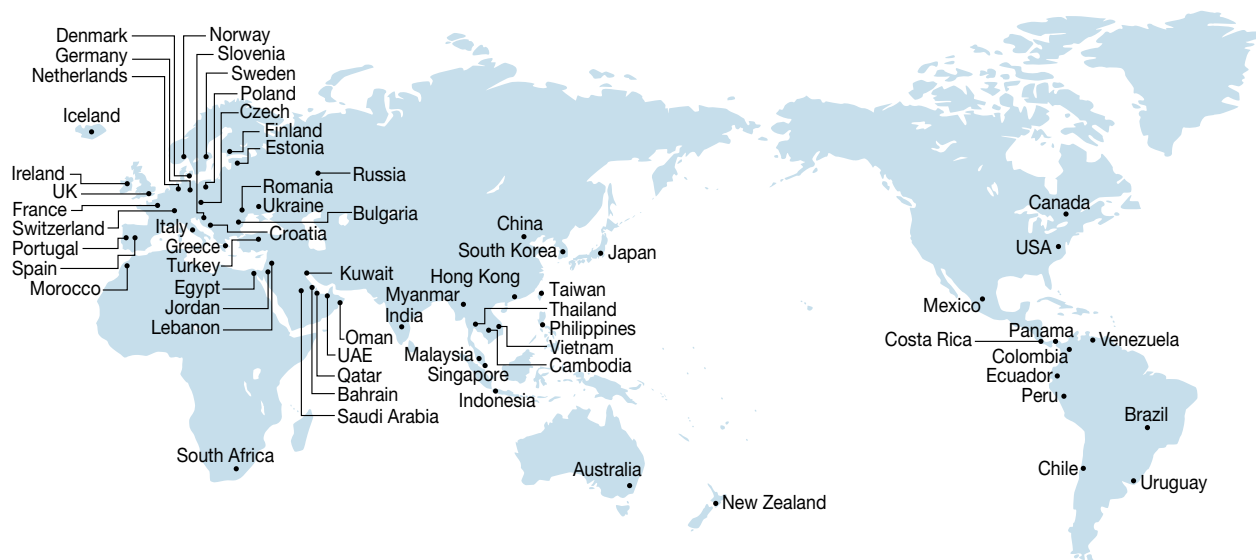 Denmark
Norway
Germany
Slovenia
Netherlands
Sweden
Poland
Iceland
Czech
Finland
Estonia
Ireland
Russia
UK
Romania
France
Ukraine
Bulgaria
Switzerland
Italy
Croatia
Portugal
Greece
Spain
Turkey
Morocco
Egypt
Kuwait
Jordan
Lebanon
Oman
UAE
Qatar
Bahrain
Saudi Arabia
South Africa
China
South Korea
Japan
Hong Kong
Myanmar
Taiwan
India
Thailand
Philippines
Vietnam
Malaysia
Cambodia
Singapore
Indonesia
Australia
New Zealand
Canada
USA
Mexico
Costa Rica
Panama
Venezuela
Colombia
Ecuador
Peru
Brazil
Chile
Uruguay